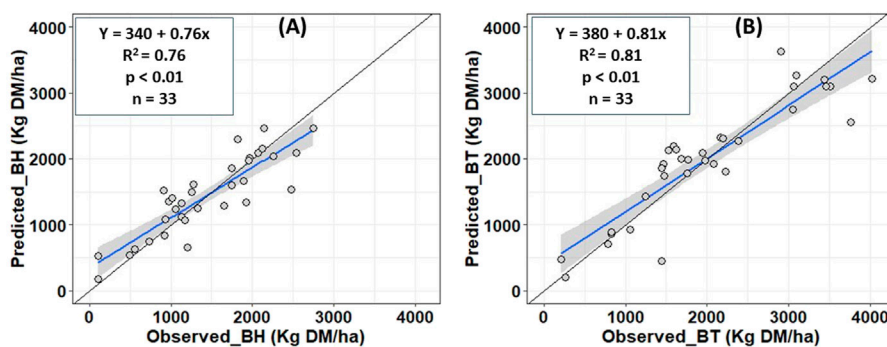 (A)
Y = 340 + 0.76x
R² = 0.76
p < 0.01
n = 33
Predicted_BH (Kg DM/ha)
4000
3000
2000
1000
0
0 1000 2000 3000 4000
Observed_BH (Kg DM/ha)
(B)
Y = 380 + 0.81x
R² = 0.81
p < 0.01
n = 33
Predicted_BT (Kg DM/ha)
4000
3000
2000
1000
0
0 1000 2000 3000 4000
Observed_BT (Kg DM/ha)